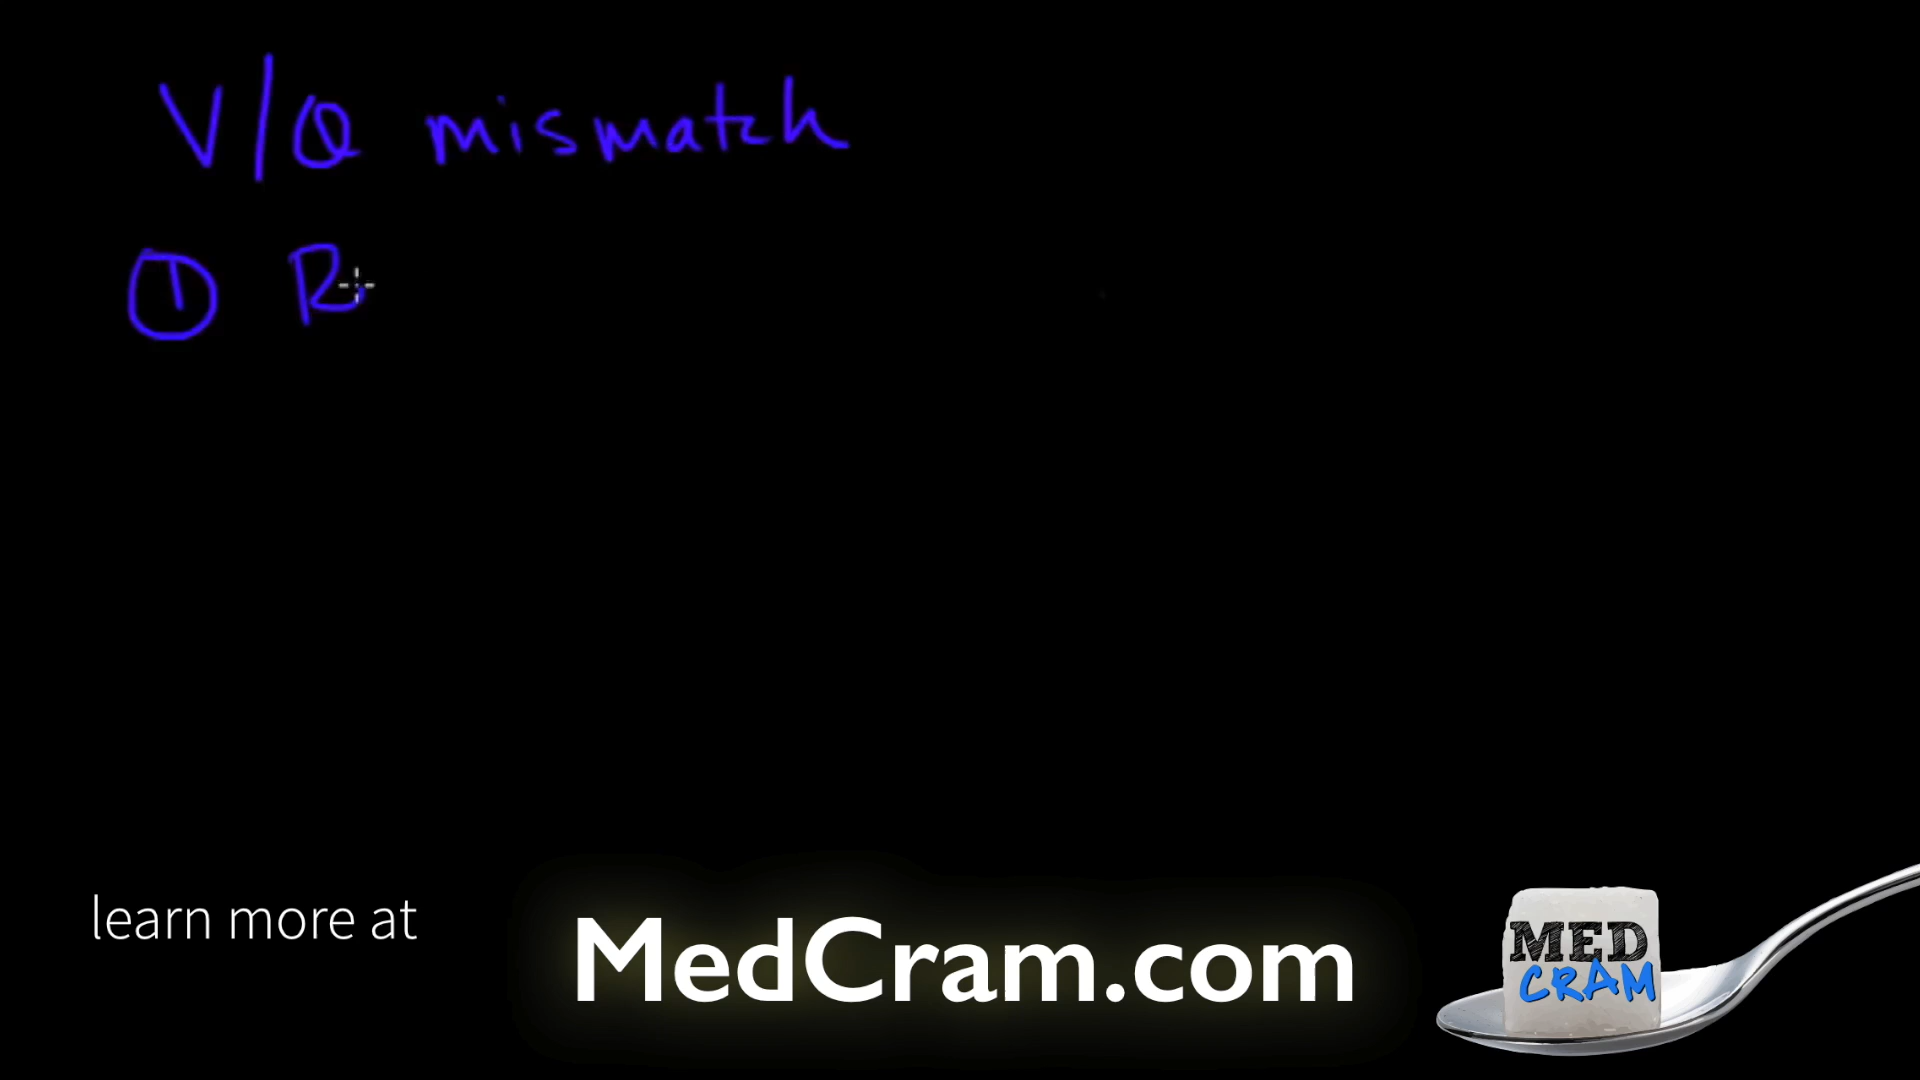 V/Q mismatch
① R
learn more at
MedCram.com
MED
CRAM